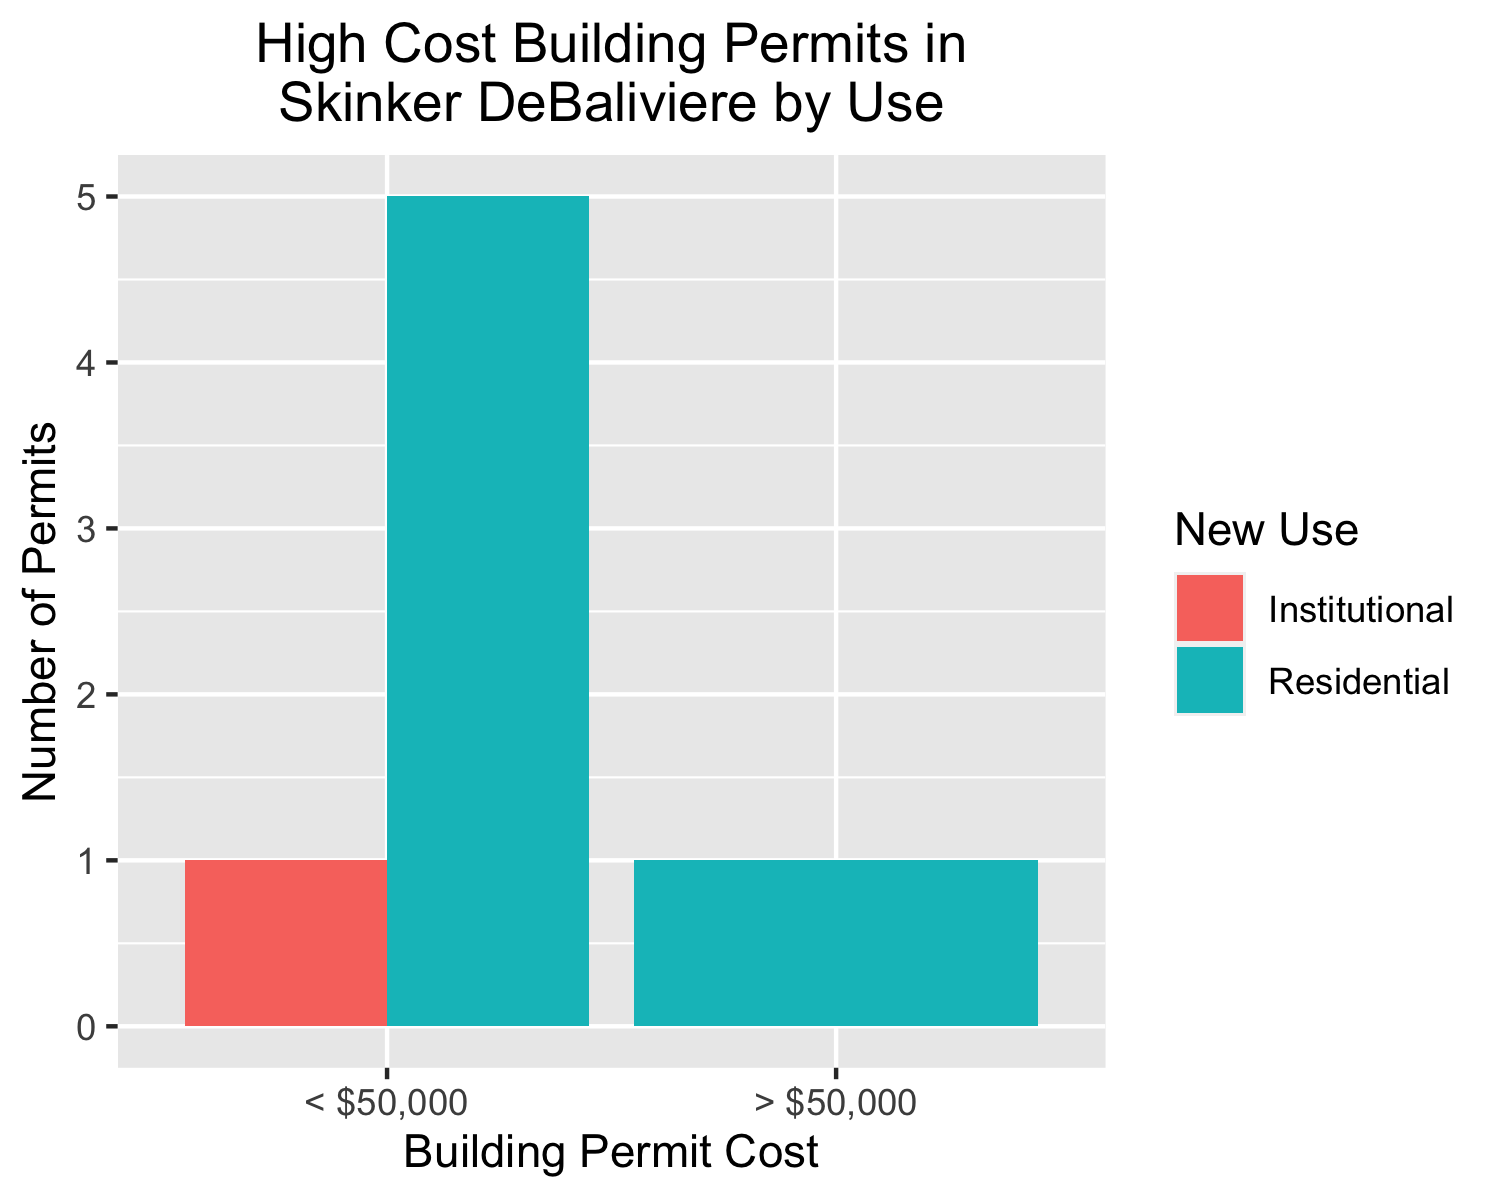 High Cost Building Permits in
Skinker DeBaliviere by Use
Number of Permits
5
4
3
2
1
0
< $50,000
> $50,000
Building Permit Cost
New Use
Institutional
Residential